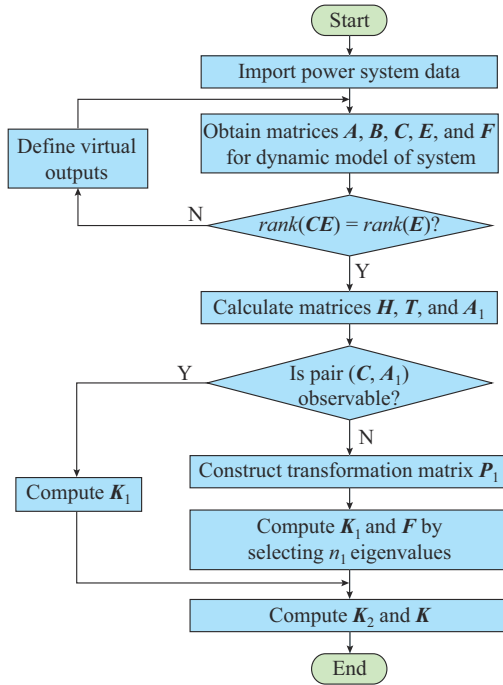 Start
Import power system data
Obtain matrices A, B, C, E, and F
for dynamic model of system
Define virtual
outputs
N
rank(CE) = rank(E)?
Y
Calculate matrices H, T, and A₁
Is pair (C, A₁)
observable?
Y
N
Construct transformation matrix P₁
Compute K₁
Compute K₁ and F by
selecting n₁ eigenvalues
Compute K₂ and K
End